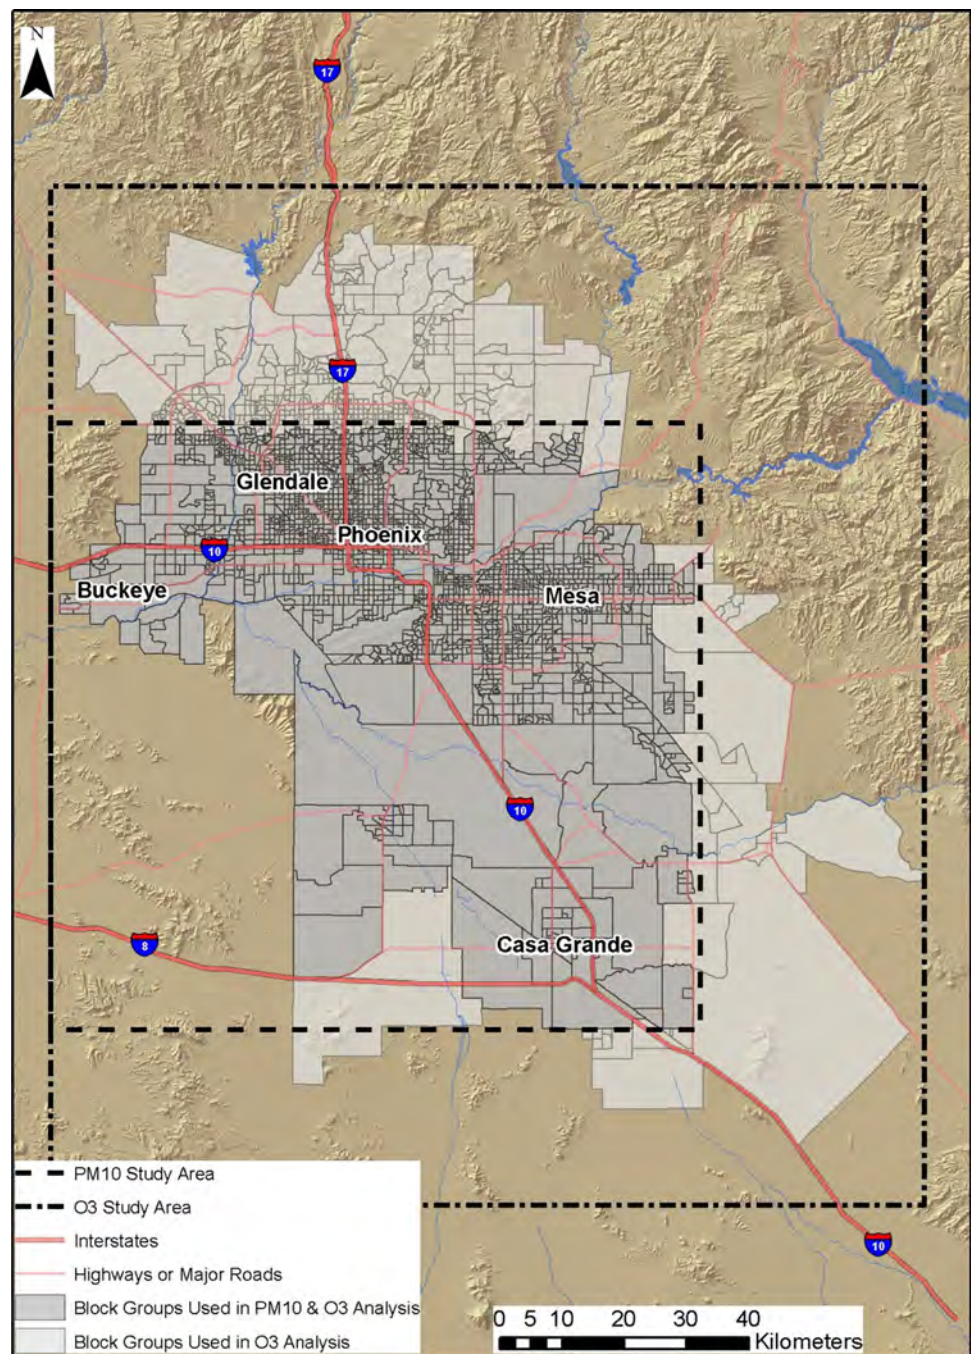 N
17
17
Glendale
Phoenix
10
Buckeye
Mesa
10
8
Casa Grande
10
PM10 Study Area
O3 Study Area
Interstates
Highways or Major Roads
Block Groups Used in PM10 & O3 Analysis
Block Groups Used in O3 Analysis
0 5 10 20 30 40
Kilometers